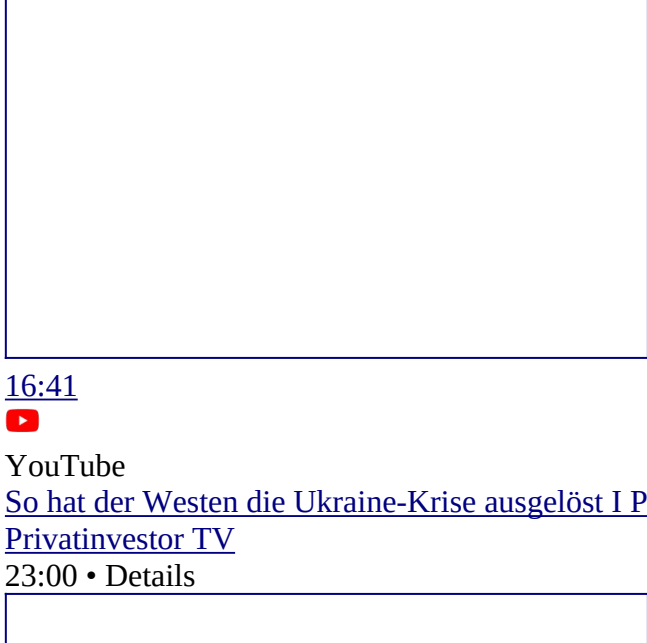 16:41
YouTube
So hat der Westen die Ukraine-Krise ausgelöst I P
Privatinvestor TV
23:00 • Details